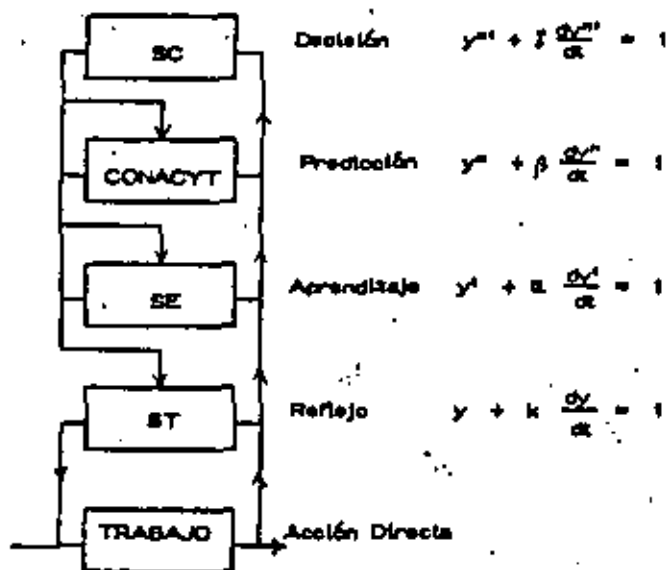 SC Decisión y''' + γ dy'''/dt = 1
CONACYT Predicción y'' + β dy''/dt = 1
SE Aprendizaje y' + α dy'/dt = 1
ST Reflejo y + k dy/dt = 1
TRABAJO Acción Directa